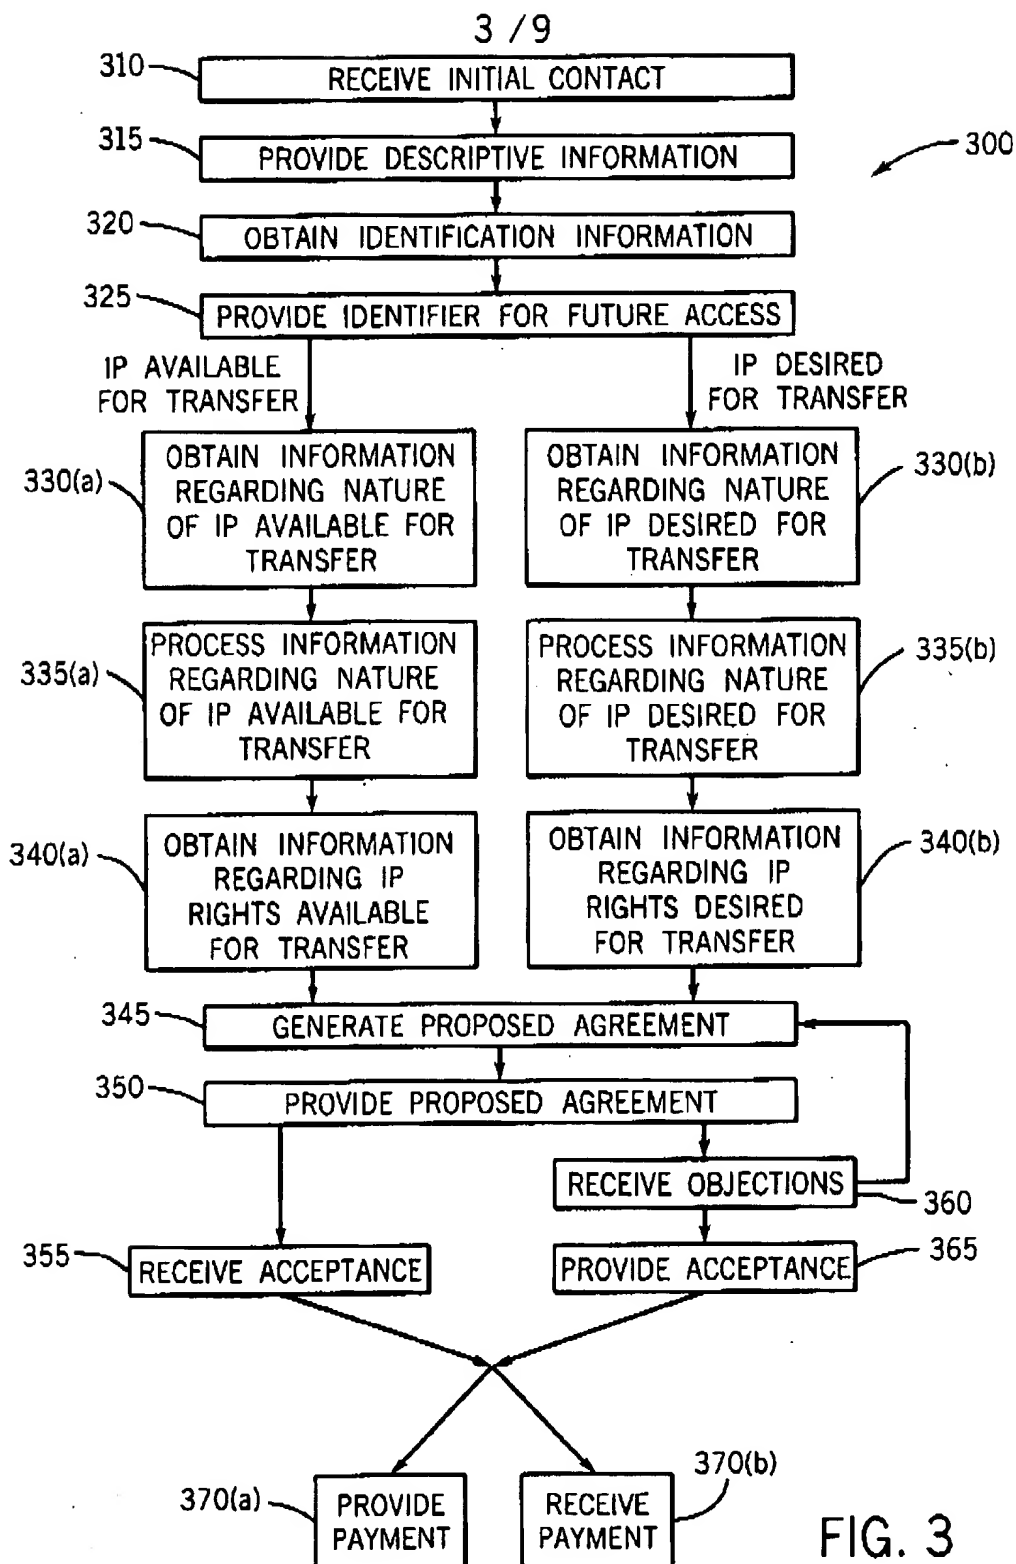 3 / 9
310
RECEIVE INITIAL CONTACT
315
PROVIDE DESCRIPTIVE INFORMATION
300
320
OBTAIN IDENTIFICATION INFORMATION
325
PROVIDE IDENTIFIER FOR FUTURE ACCESS
IP AVAILABLE
FOR TRANSFER
IP DESIRED
FOR TRANSFER
330(a)
OBTAIN INFORMATION
REGARDING NATURE
OF IP AVAILABLE FOR
TRANSFER
OBTAIN INFORMATION
REGARDING NATURE
OF IP DESIRED FOR
TRANSFER
330(b)
335(a)
PROCESS INFORMATION
REGARDING NATURE
OF IP AVAILABLE FOR
TRANSFER
PROCESS INFORMATION
REGARDING NATURE
OF IP DESIRED FOR
TRANSFER
335(b)
340(a)
OBTAIN INFORMATION
REGARDING IP
RIGHTS AVAILABLE
FOR TRANSFER
OBTAIN INFORMATION
REGARDING IP
RIGHTS DESIRED
FOR TRANSFER
340(b)
345
GENERATE PROPOSED AGREEMENT
350
PROVIDE PROPOSED AGREEMENT
RECEIVE OBJECTIONS
360
355
RECEIVE ACCEPTANCE
PROVIDE ACCEPTANCE
365
370(a)
PROVIDE
PAYMENT
RECEIVE
PAYMENT
370(b)
FIG. 3